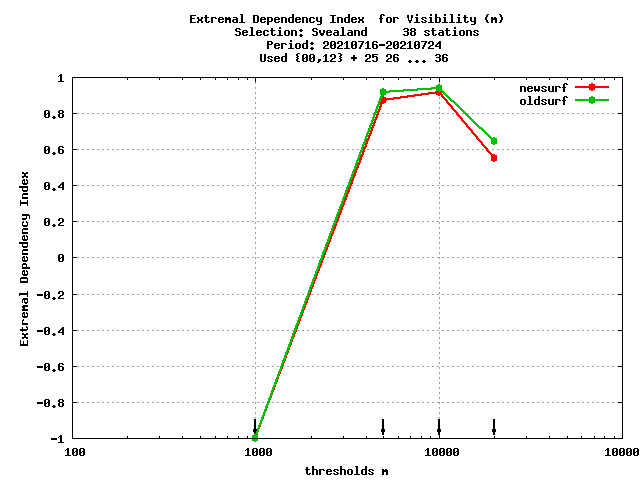 Extremal Dependency Index  for Visibility (m)
Selection: Svealand     38 stations
Period: 20210716-20210724
Used {00,12} + 25 26 ... 36
newsurf
oldsurf
1
0.8
0.6
0.4
0.2
0
-0.2
-0.4
-0.6
-0.8
-1
Extremal Dependency Index
100
1000
10000
10000
thresholds m